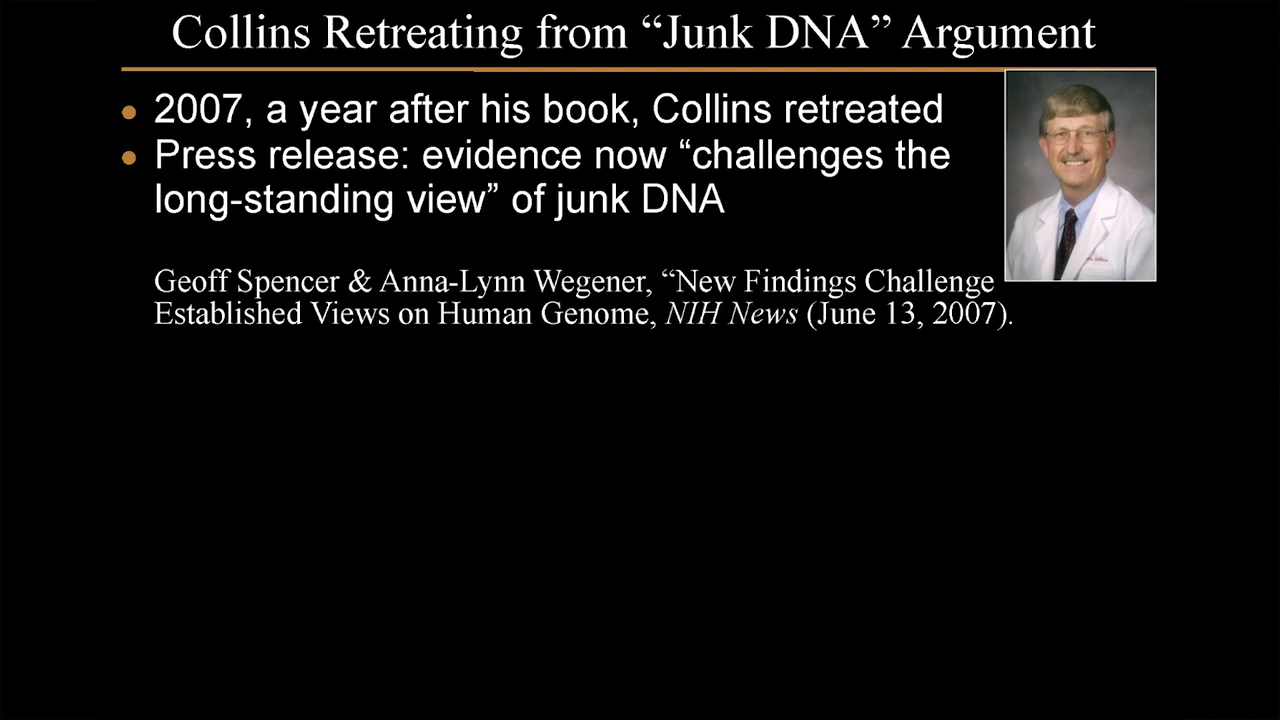 Collins Retreating from “Junk DNA” Argument
• 2007, a year after his book, Collins retreated
• Press release: evidence now “challenges the
long-standing view” of junk DNA
Geoff Spencer & Anna-Lynn Wegener, “New Findings Challenge
Established Views on Human Genome, NIH News (June 13, 2007).